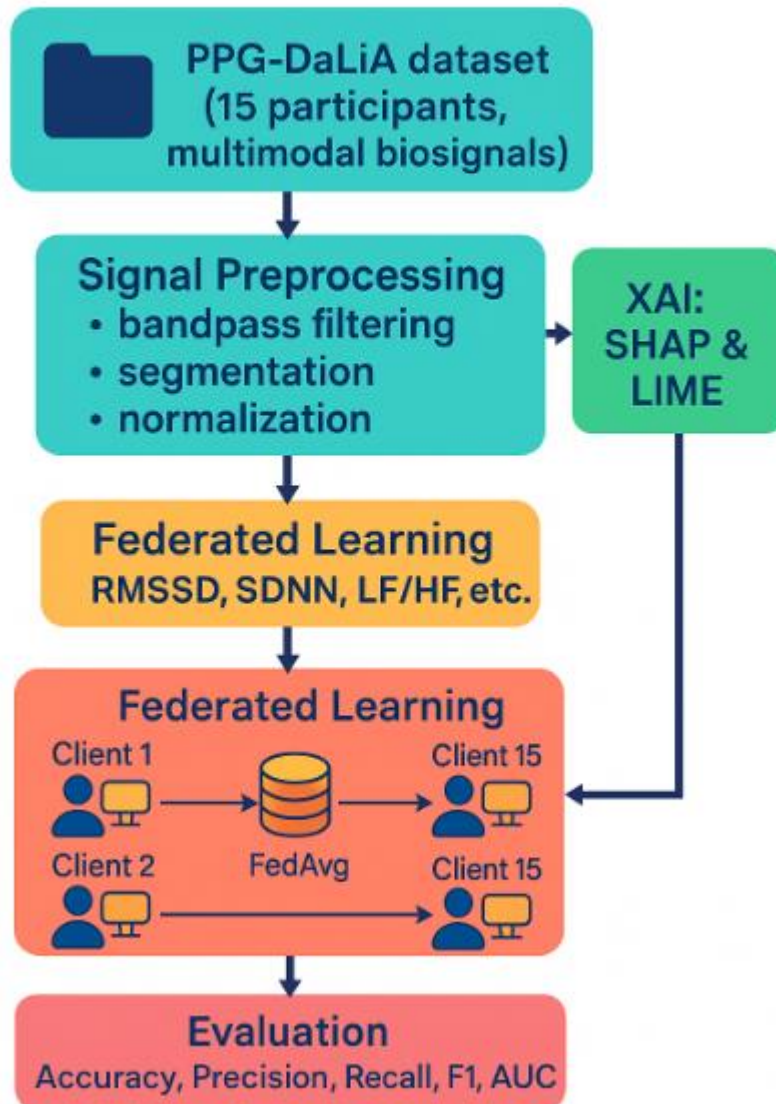 PPG-DaLiA dataset
(15 participants,
multimodal biosignals)
Signal Preprocessing
• bandpass filtering
• segmentation
• normalization
XAI:
SHAP &
LIME
Federated Learning
RMSSD, SDNN, LF/HF, etc.
Federated Learning
Client 1
Client 15
FedAvg
Client 2
Client 15
Evaluation
Accuracy, Precision, Recall, F1, AUC